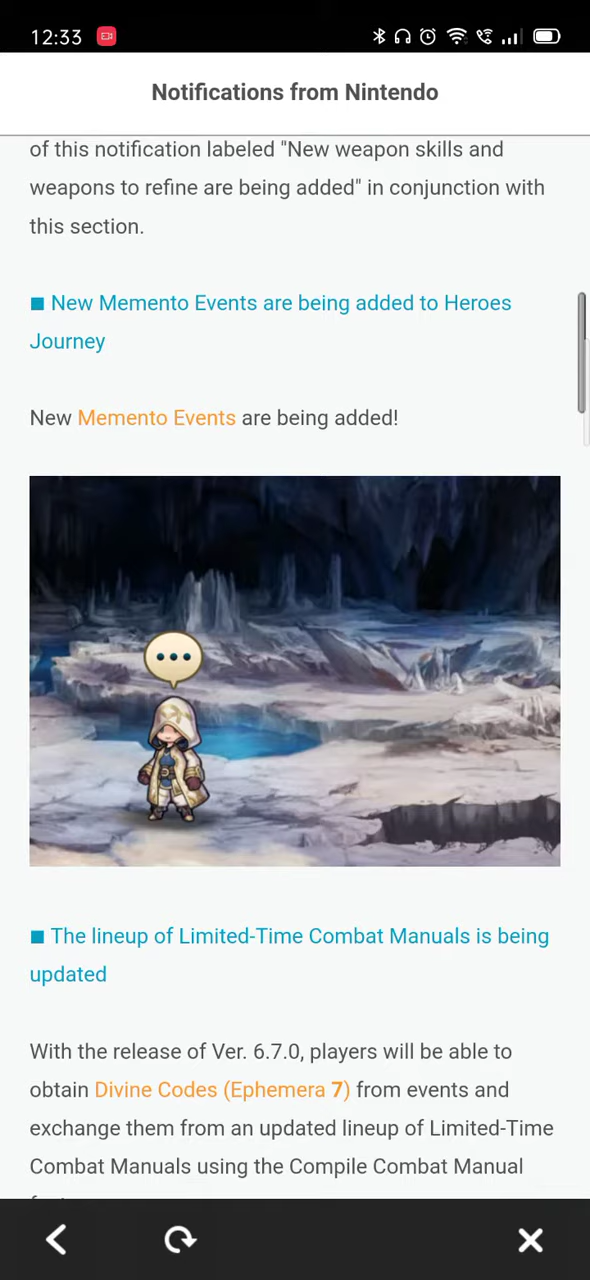 12:33
Notifications from Nintendo
of this notification labeled "New weapon skills and
weapons to refine are being added" in conjunction with
this section.
■ New Memento Events are being added to Heroes
Journey
New Memento Events are being added!
■ The lineup of Limited-Time Combat Manuals is being
updated
With the release of Ver. 6.7.0, players will be able to
obtain Divine Codes (Ephemera 7) from events and
exchange them from an updated lineup of Limited-Time
Combat Manuals using the Compile Combat Manual